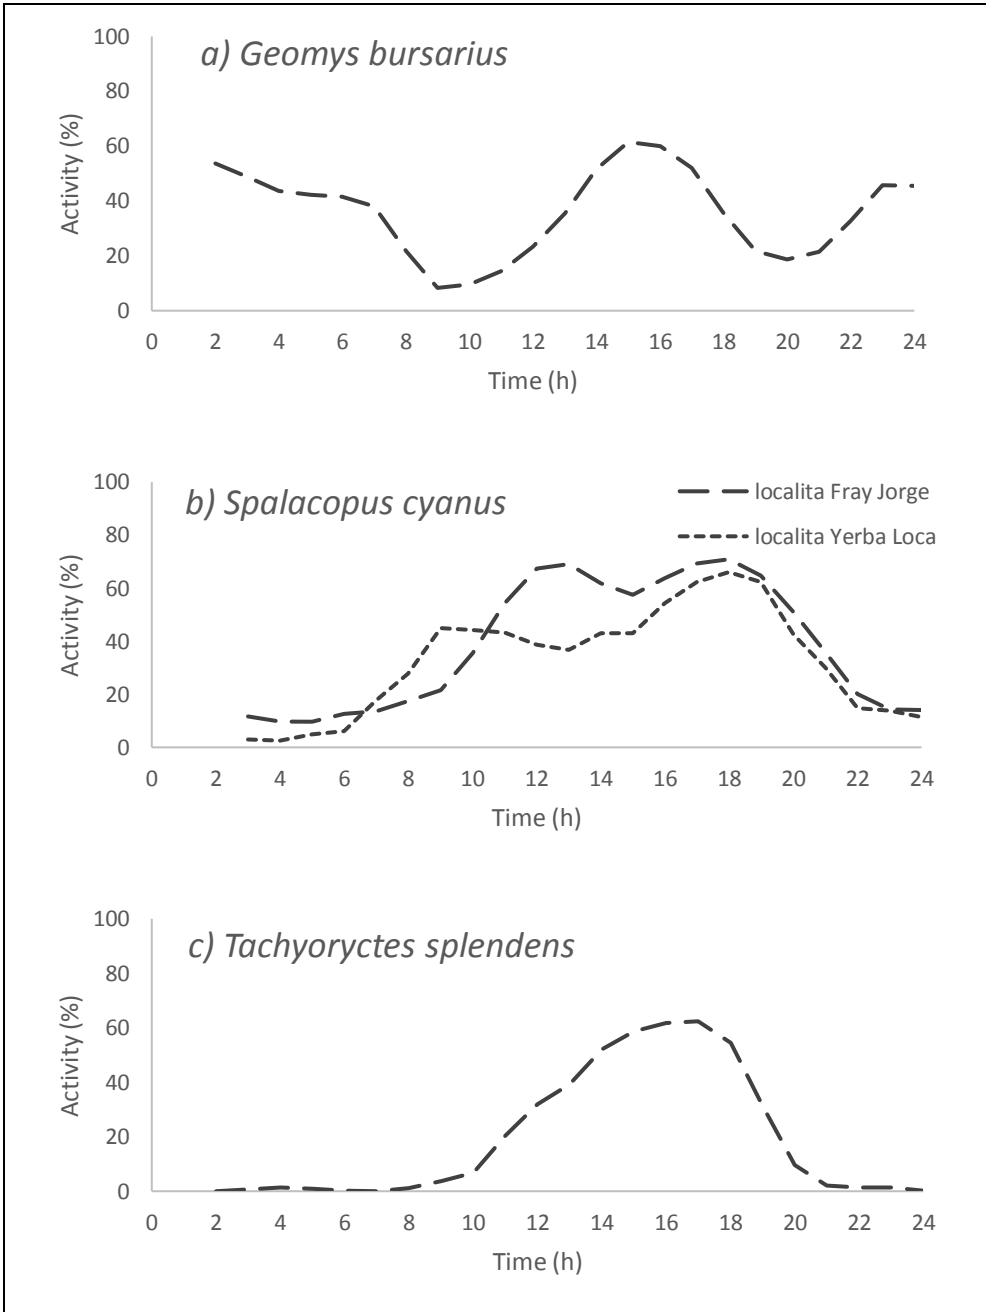 a) Geomys bursarius
100
80
60
40
20
0
Activity (%)
0 2 4 6 8 10 12 14 16 18 20 22 24
Time (h)
b) Spalacopus cyanus
localita Fray Jorge
localita Yerba Loca
100
80
60
40
20
0
Activity (%)
0 2 4 6 8 10 12 14 16 18 20 22 24
Time (h)
c) Tachyoryctes splendens
100
80
60
40
20
0
Activity (%)
0 2 4 6 8 10 12 14 16 18 20 22 24
Time (h)